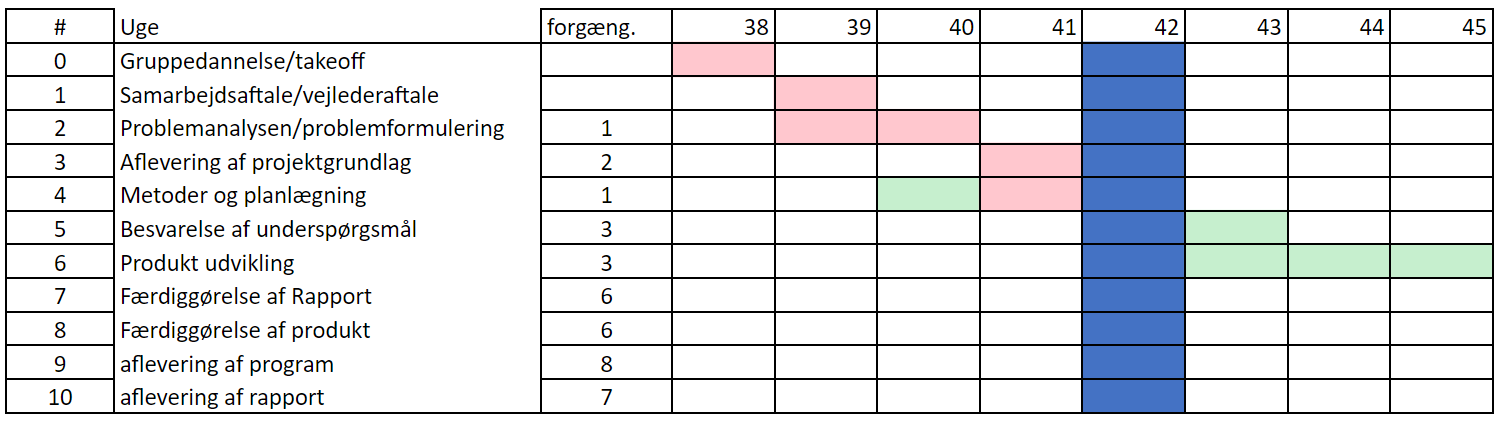 # Uge forgæng. 38 39 40 41 42 43 44 45
0 Gruppedannelse/takeoff
1 Samarbejdsaftale/vejlederaftale
2 Problemanalysen/problemformulering 1
3 Aflevering af projektgrundlag 2
4 Metoder og planlægning 1
5 Besvarelse af underspørgsmål 3
6 Produkt udvikling 3
7 Færdiggørelse af Rapport 6
8 Færdiggørelse af produkt 6
9 aflevering af program 8
10 aflevering af rapport 7